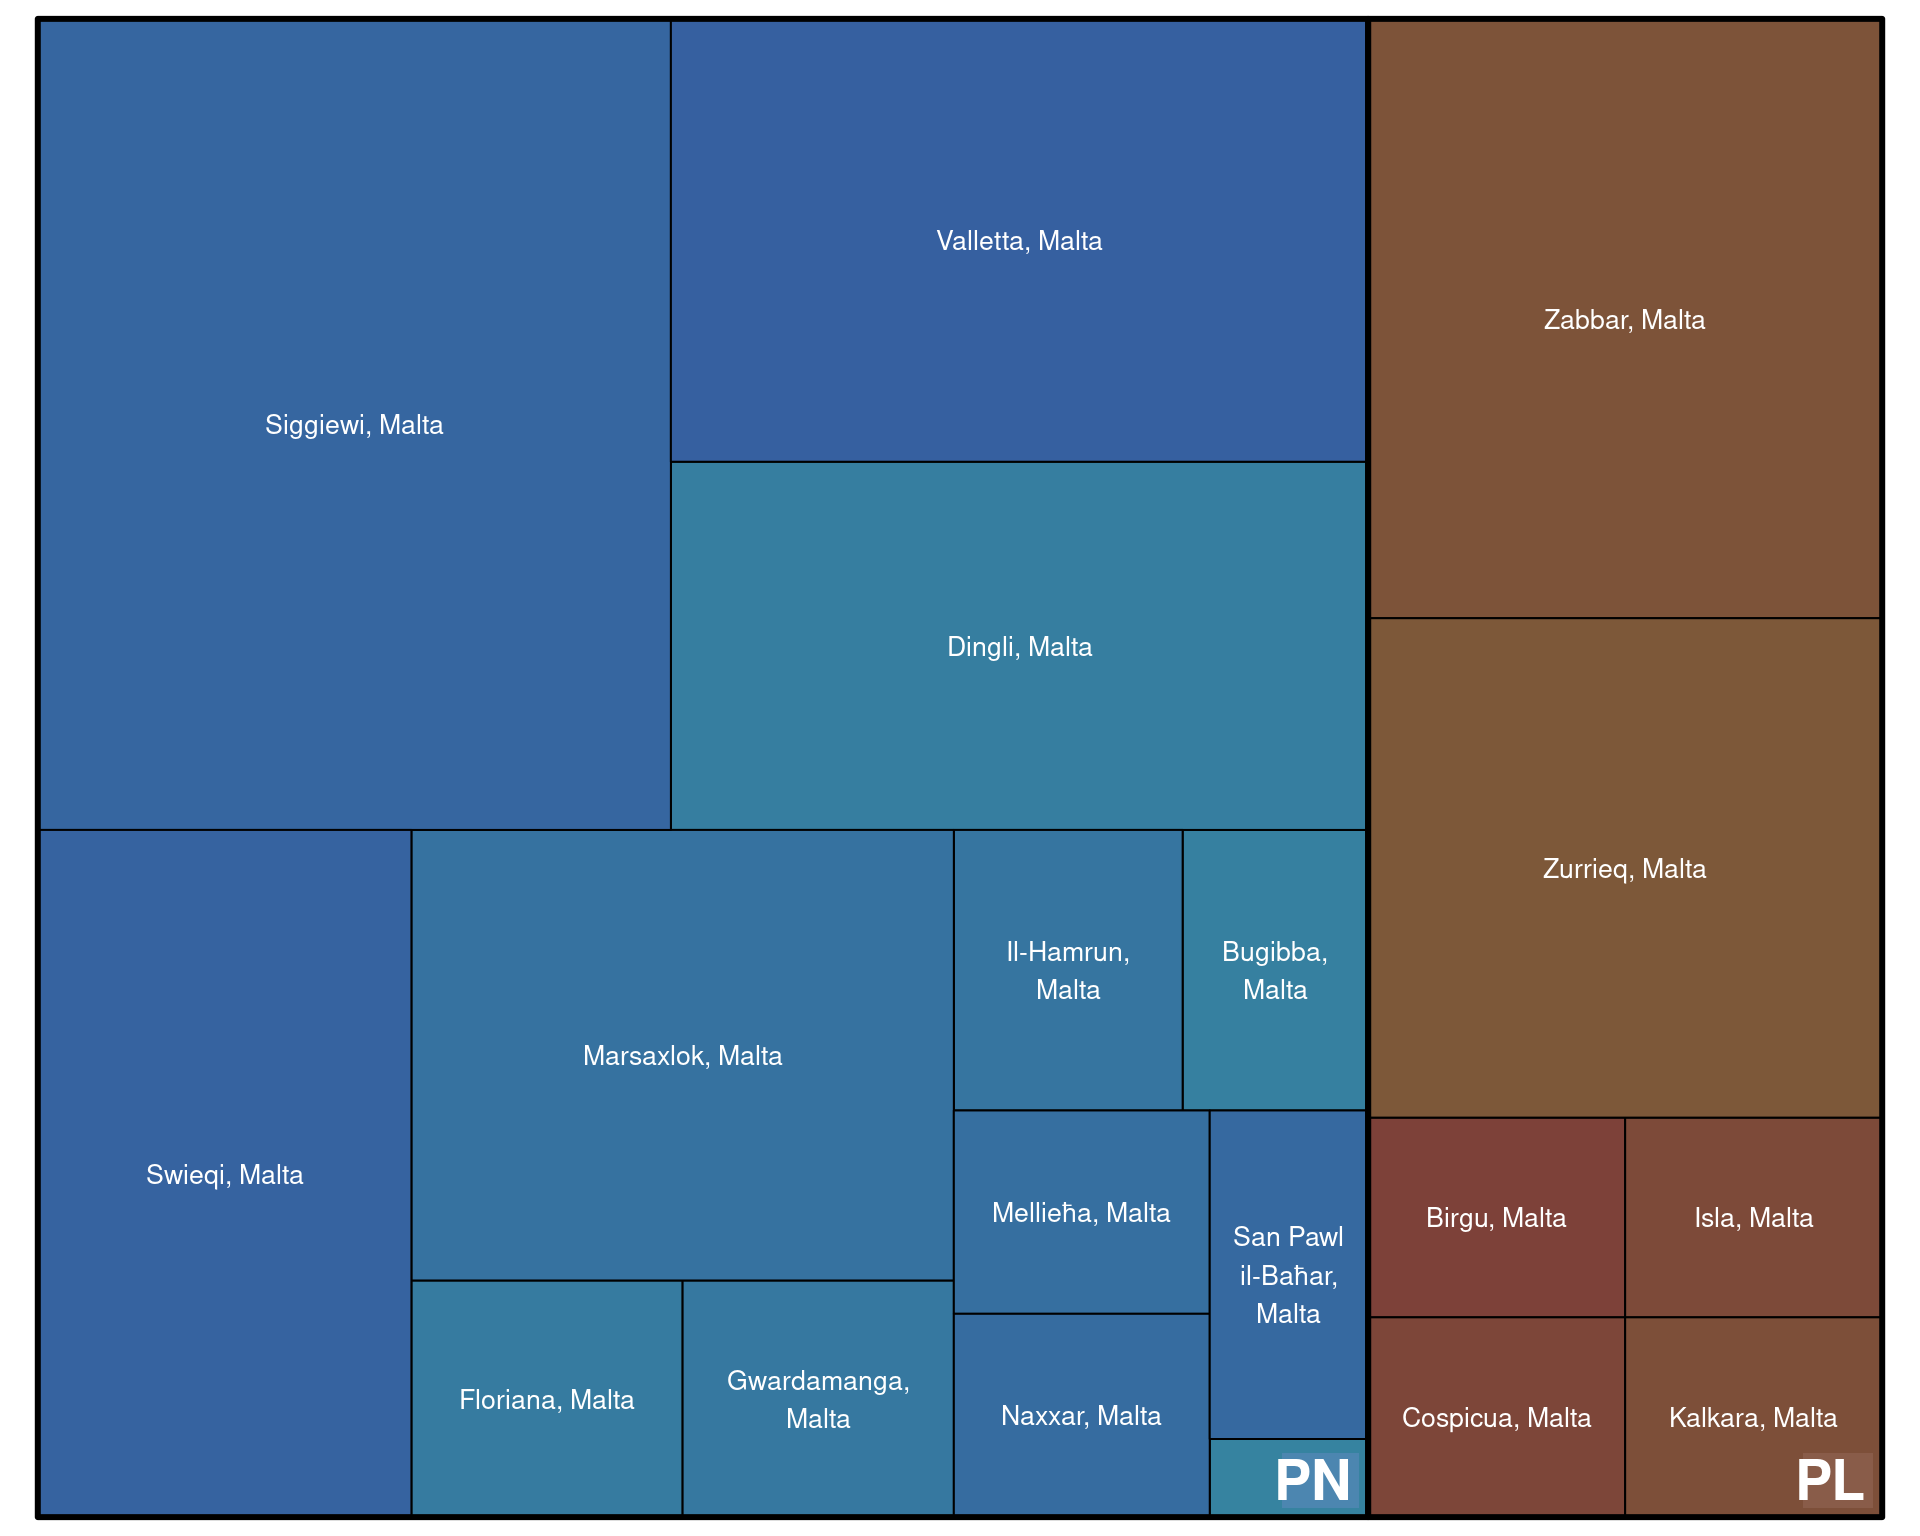 Siggiewi, Malta
Valletta, Malta
Dingli, Malta
Swieqi, Malta
Marsaxlok, Malta
Floriana, Malta
Gwardamanga,
Malta
Il-Hamrun,
Malta
Bugibba,
Malta
Mellieħa, Malta
Naxxar, Malta
San Pawl
il-Baħar,
Malta
PN
Zabbar, Malta
Zurrieq, Malta
Birgu, Malta
Isla, Malta
Cospicua, Malta
Kalkara, Malta
PL